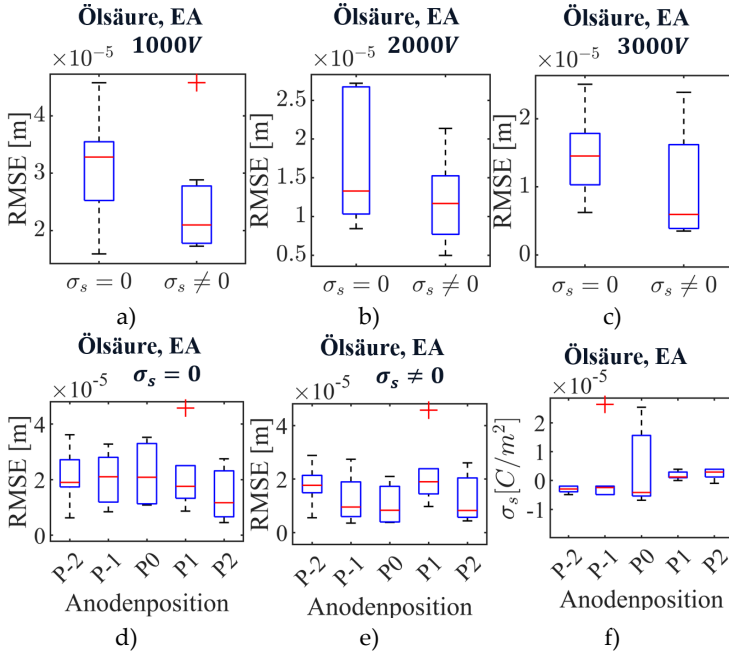 Ölsäure, EA
1000V
×10⁻⁵
RMSE [m]
4
3
2
σₛ = 0
σₛ ≠ 0
a)
Ölsäure, EA
2000V
×10⁻⁵
RMSE [m]
2.5
2
1.5
1
0.5
σₛ = 0
σₛ ≠ 0
b)
Ölsäure, EA
3000V
×10⁻⁵
RMSE [m]
2
1
0
σₛ = 0
σₛ ≠ 0
c)
Ölsäure, EA
σₛ = 0
×10⁻⁵
RMSE [m]
4
2
0
P-2
P-1
P0
P1
P2
Anodenposition
d)
Ölsäure, EA
σₛ ≠ 0
×10⁻⁵
RMSE [m]
4
2
0
P-2
P-1
P0
P1
P2
Anodenposition
e)
Ölsäure, EA
×10⁻⁵
σₛ[C/m²]
2
1
0
-1
P-2
P-1
P0
P1
P2
Anodenposition
f)